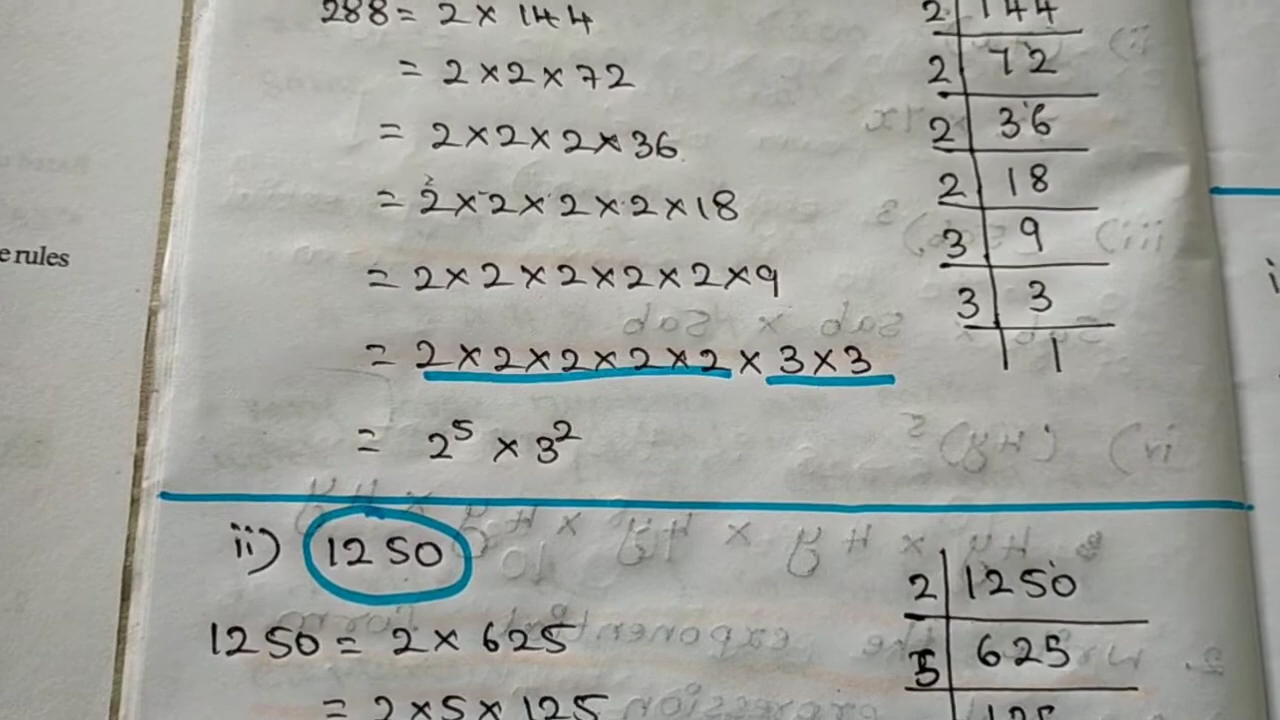 288 = 2 × 144
= 2 × 2 × 72
= 2 × 2 × 2 × 36
= 2 × 2 × 2 × 2 × 18
= 2 × 2 × 2 × 2 × 2 × 9
= 2 × 2 × 2 × 2 × 2 × 3 × 3
= 2⁵ × 3²
2 | 144
2 | 72
2 | 36
2 | 18
3 | 9
3 | 3
| 1
e rules
ii) 1250
1250 = 2 × 625
= 2 × 5 × 125
2 | 1250
5 | 625
125